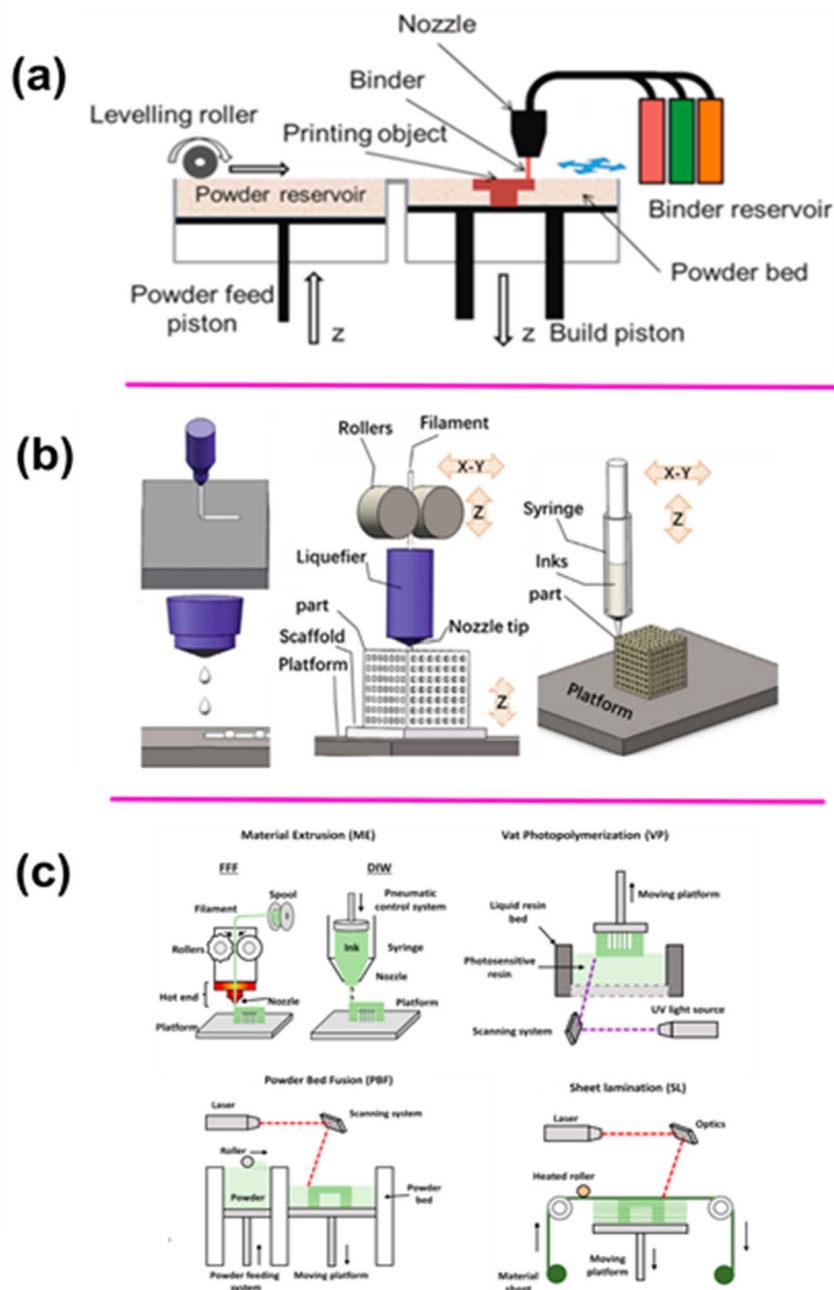 (a)
Nozzle
Binder
Levelling roller
Printing object
Powder reservoir
Binder reservoir
Powder bed
Powder feed
piston
z
z
Build piston
(b)
Rollers
Filament
X-Y
Z
Liquefier
part
Scaffold
Platform
Nozzle tip
Z
X-Y
Z
Syringe
Inks
part
Platform
(c)
Material Extrusion (ME)
FFF
DIW
Filament
Spool
Rollers
Hot end
Nozzle
Platform
Pneumatic
control system
Ink
Syringe
Nozzle
Platform
Vat Photopolymerization (VP)
Moving platform
Liquid resin
bed
Photosensitive
resin
UV light source
Scanning system
Powder Bed Fusion (PBF)
Laser
Scanning system
Roller
Powder
Powder
bed
Powder feeding
system
Moving platform
Sheet lamination (SL)
Laser
Optics
Heated roller
Material
sheet
Moving
platform